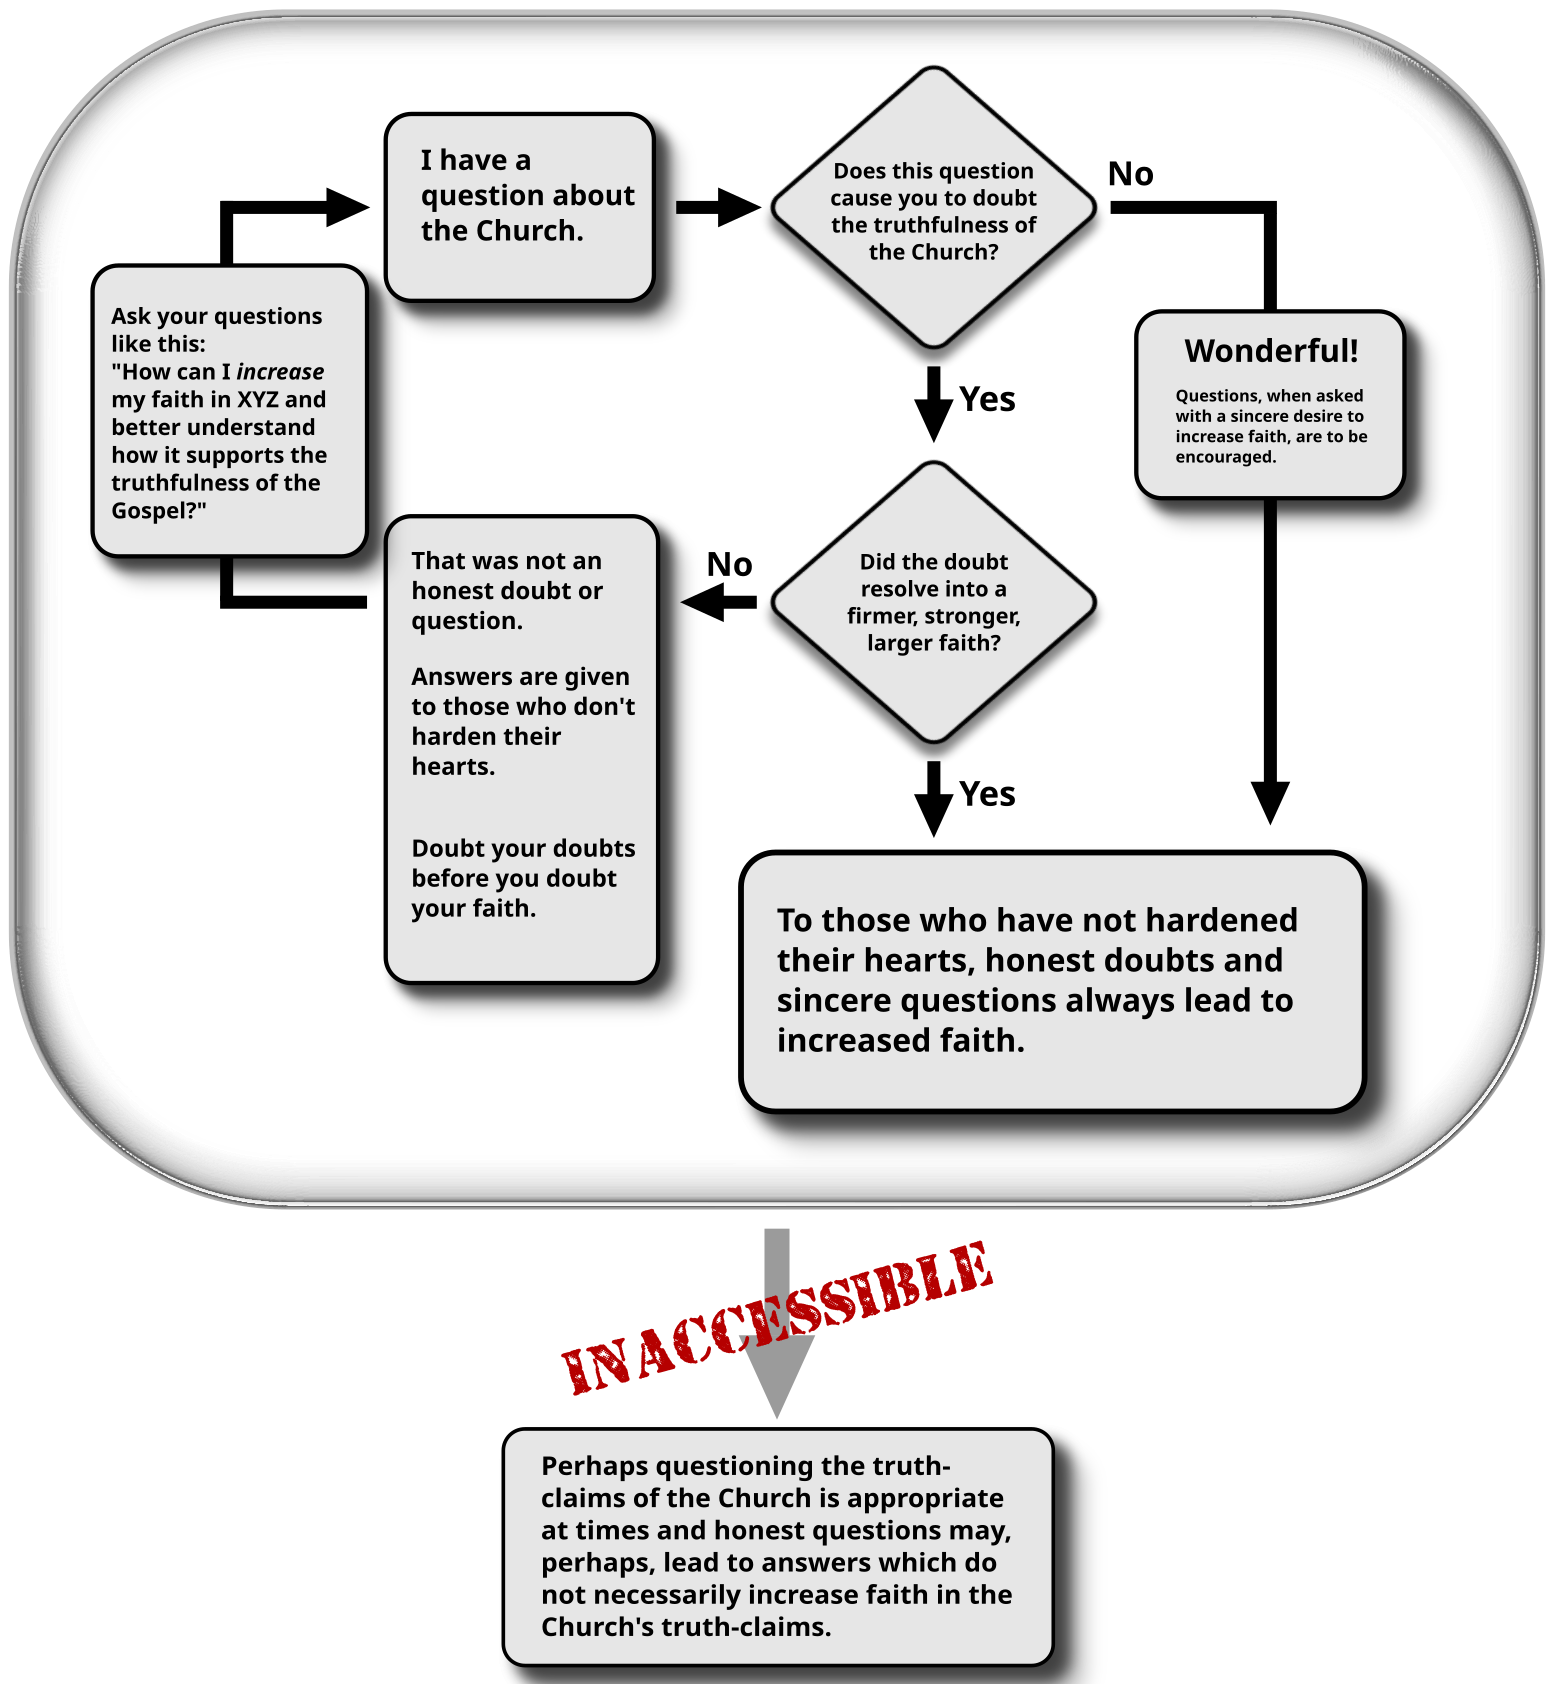 I have a
question about
the Church.
Does this question
cause you to doubt
the truthfulness of
the Church?
No
Wonderful!
Questions, when asked
with a sincere desire to
increase faith, are to be
encouraged.
Yes
Ask your questions
like this:
"How can I increase
my faith in XYZ and
better understand
how it supports the
truthfulness of the
Gospel?"
Did the doubt
resolve into a
firmer, stronger,
larger faith?
No
That was not an
honest doubt or
question.
Answers are given
to those who don't
harden their
hearts.
Doubt your doubts
before you doubt
your faith.
Yes
To those who have not hardened
their hearts, honest doubts and
sincere questions always lead to
increased faith.
INACCESSIBLE
Perhaps questioning the truth-
claims of the Church is appropriate
at times and honest questions may,
perhaps, lead to answers which do
not necessarily increase faith in the
Church's truth-claims.